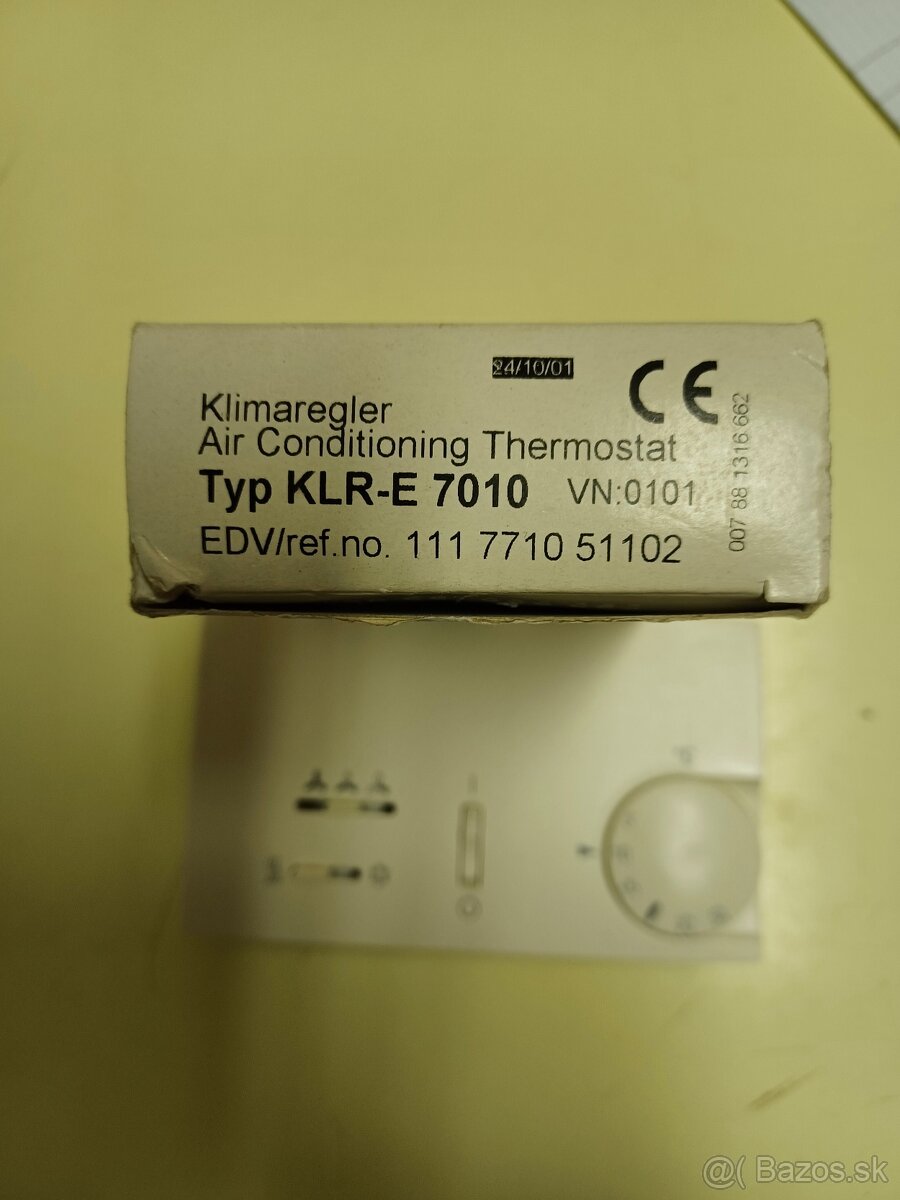 24/10/01
CE
Klimaregler
Air Conditioning Thermostat
Typ KLR-E 7010 VN:0101
EDV/ref.no. 111 7710 51102
007 88 1316 662
@( Bazos.sk